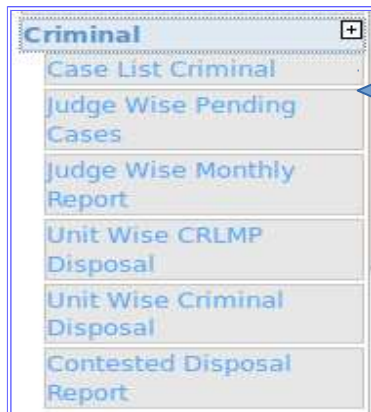 Criminal
Case List Criminal
Judge Wise Pending
Cases
Judge Wise Monthly
Report
Unit Wise CRLMP
Disposal
Unit Wise Criminal
Disposal
Contested Disposal
Report